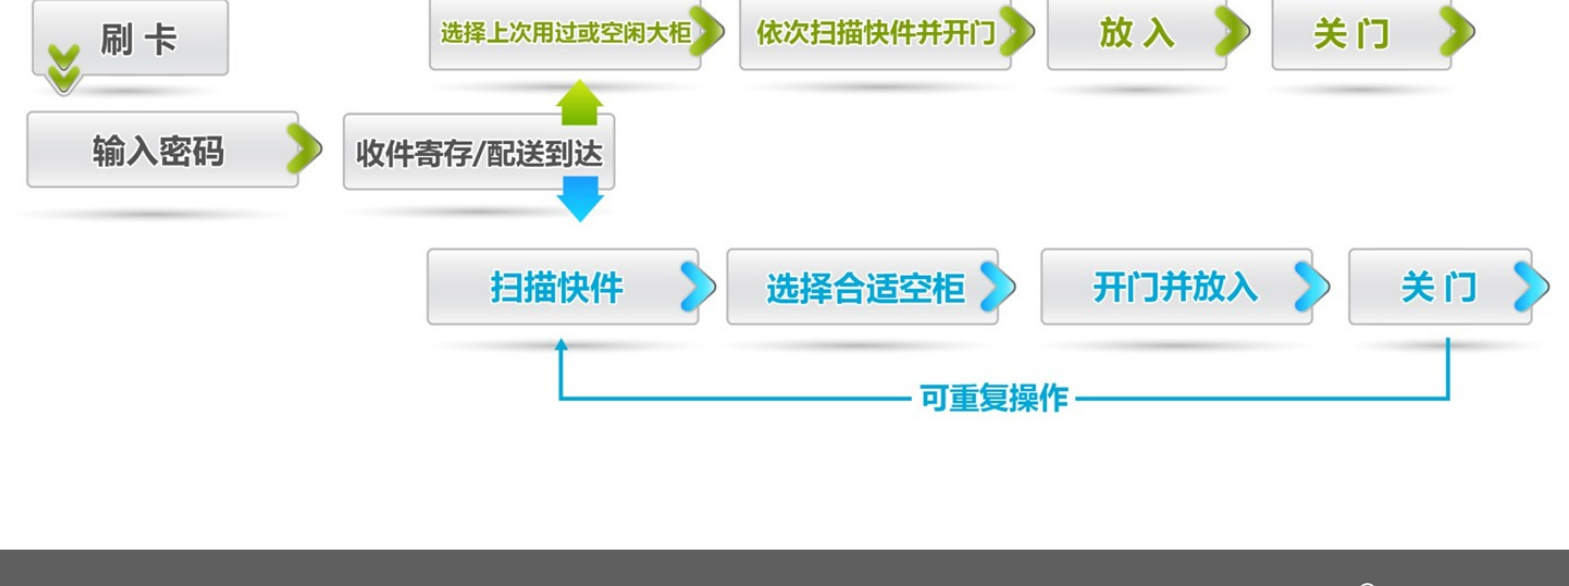 刷 卡
选择上次用过或空闲大柜
依次扫描快件并开门
放 入
关 门
输入密码
收件寄存/配送到达
扫描快件
选择合适空柜
开门并放入
关 门
可重复操作